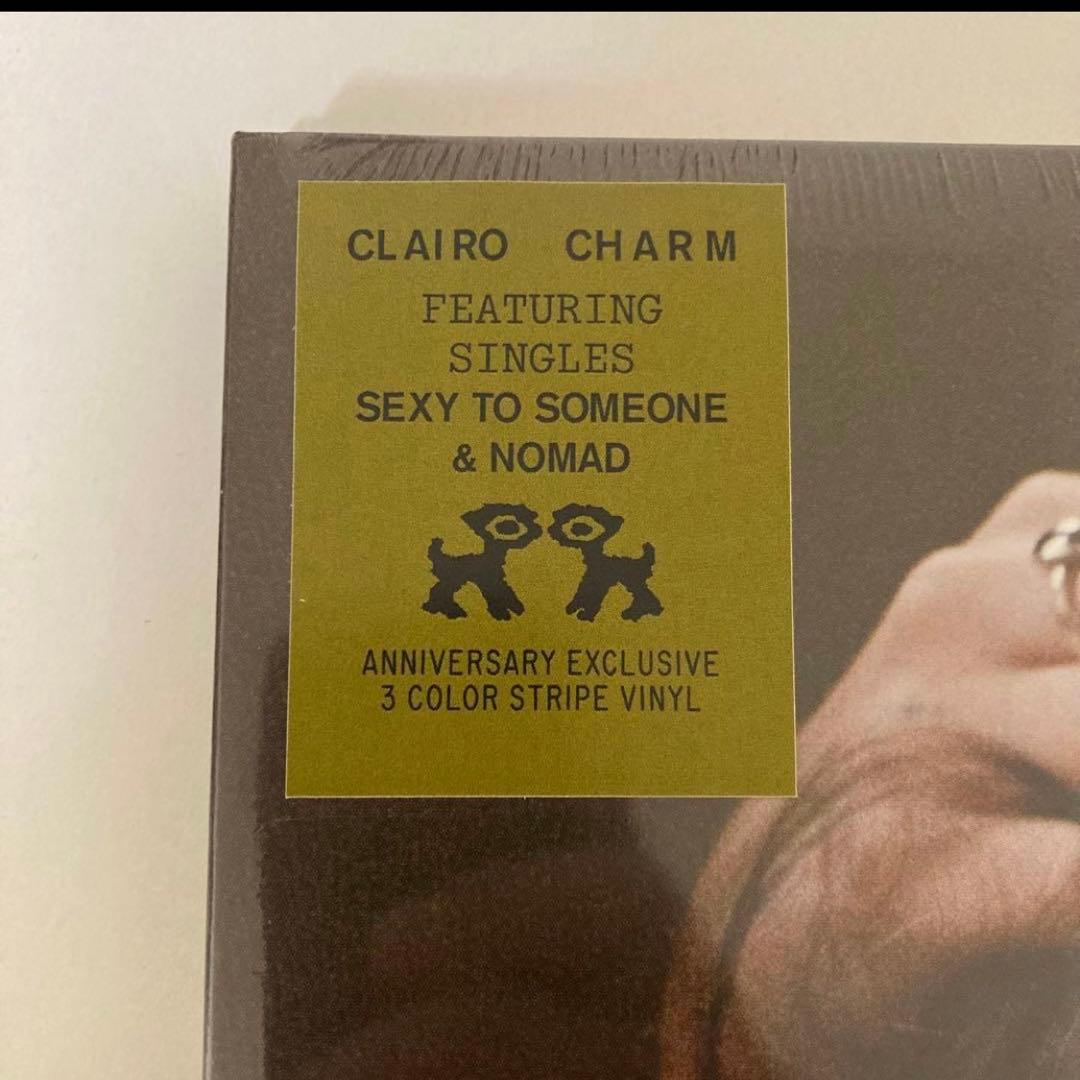 CLAIRO CHARM
FEATURING
SINGLES
SEXY TO SOMEONE
& NOMAD
ANNIVERSARY EXCLUSIVE
3 COLOR STRIPE VINYL